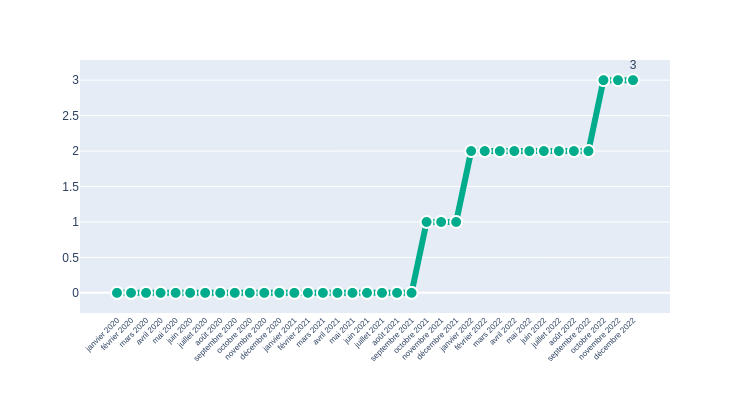 3
3
2.5
2
1.5
1
0.5
0
janvier 2020
février 2020
mars 2020
avril 2020
mai 2020
juin 2020
juillet 2020
août 2020
septembre 2020
octobre 2020
novembre 2020
décembre 2020
janvier 2021
février 2021
mars 2021
avril 2021
mai 2021
juin 2021
juillet 2021
août 2021
septembre 2021
octobre 2021
novembre 2021
décembre 2021
janvier 2022
février 2022
mars 2022
avril 2022
mai 2022
juin 2022
juillet 2022
août 2022
septembre 2022
octobre 2022
novembre 2022
décembre 2022